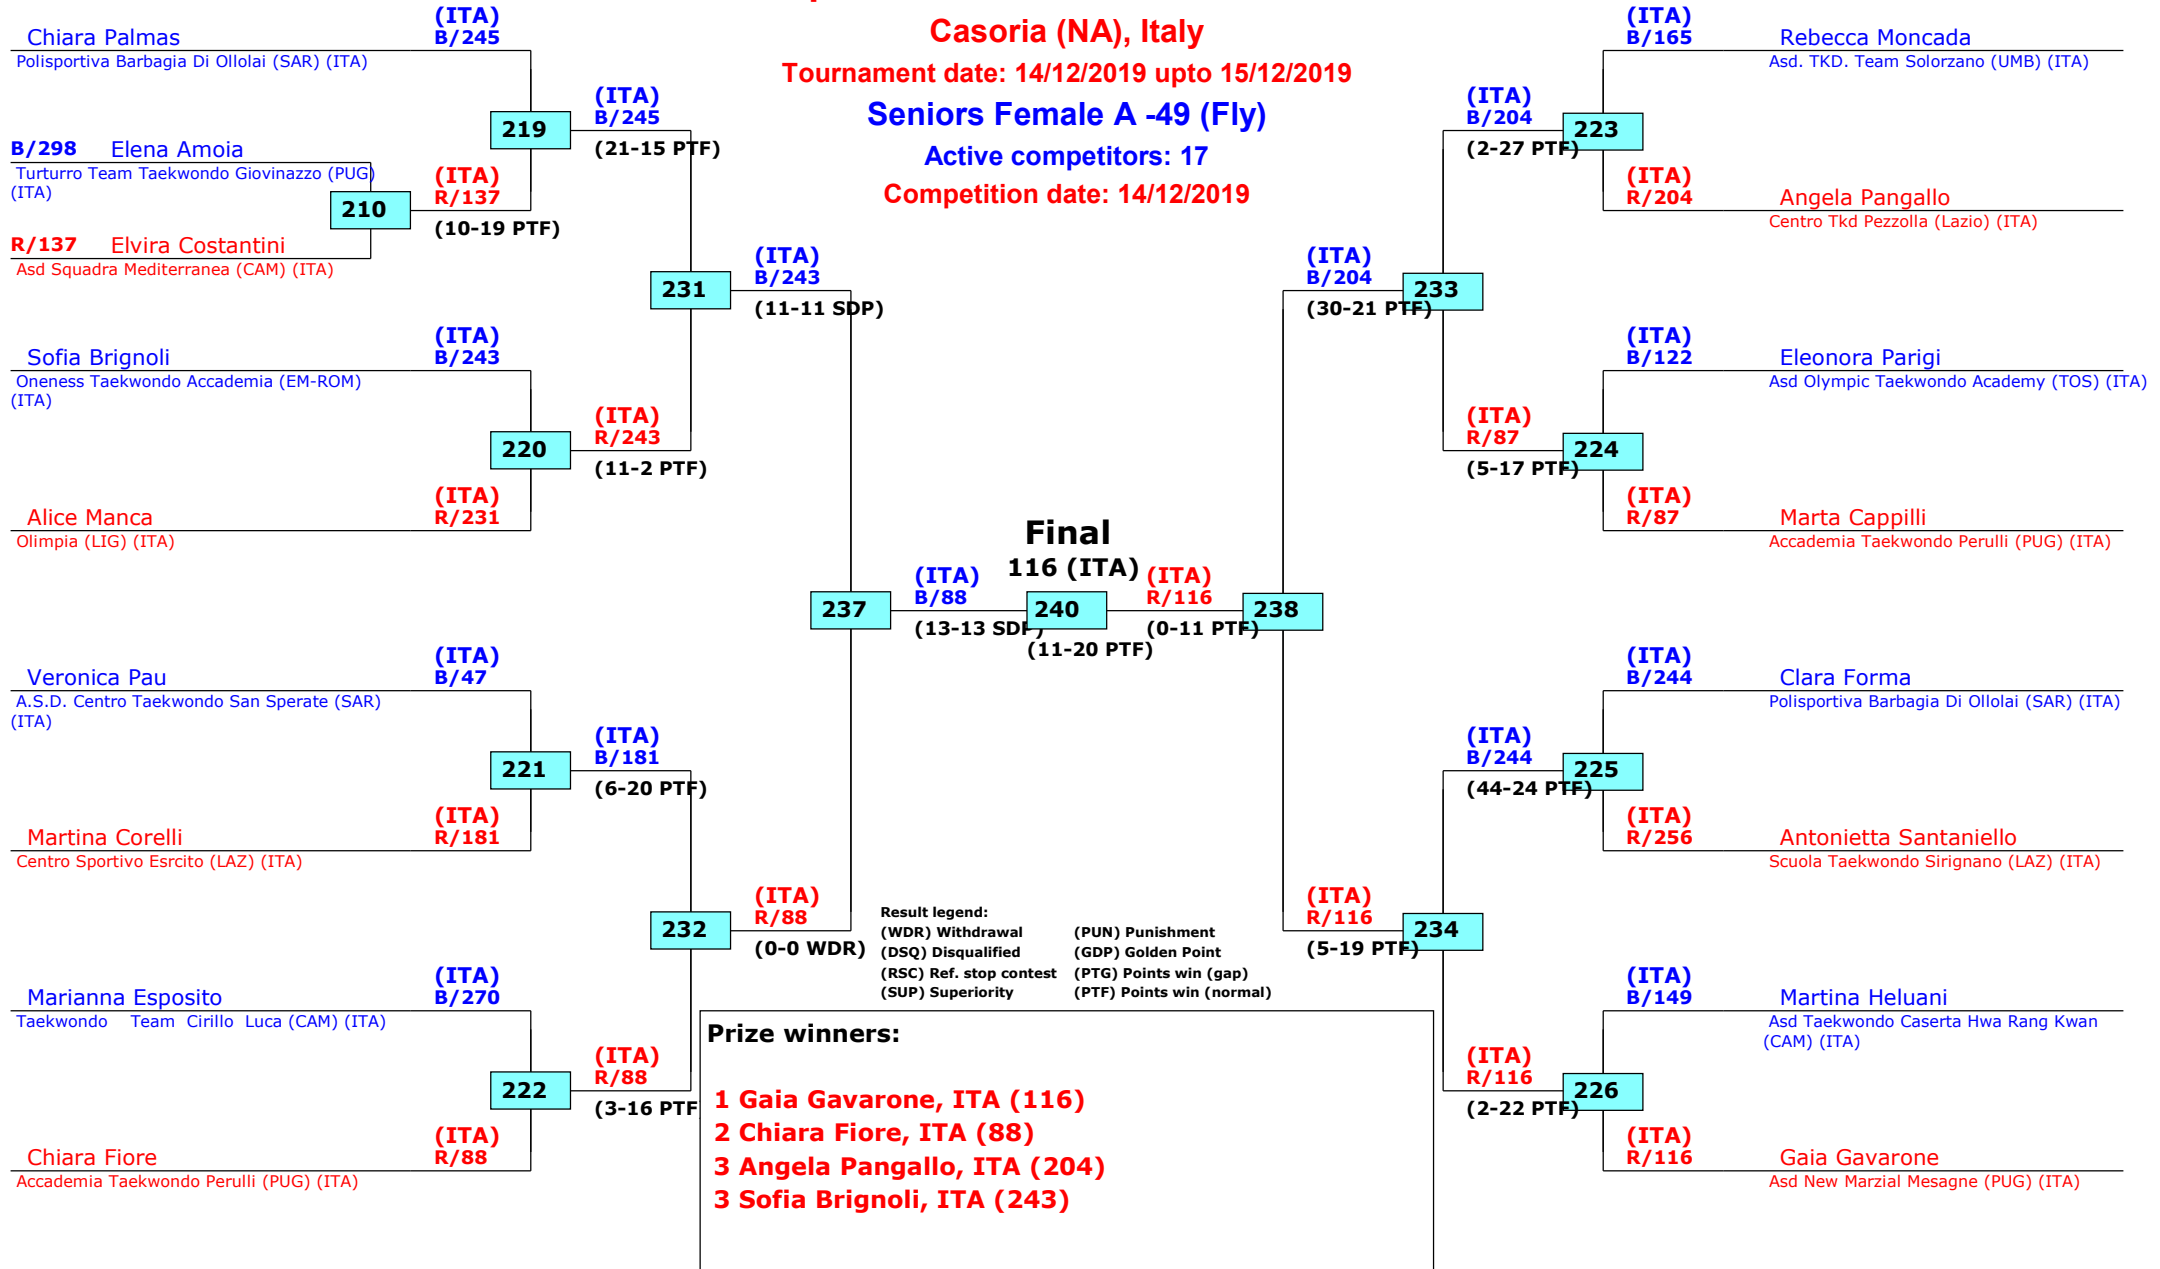 Casoria (NA), Italy
Tournament date: 14/12/2019 upto 15/12/2019
Seniors Female A -49 (Fly)
Active competitors: 17
Competition date: 14/12/2019
(ITA)
Chiara Palmas B/245
Polisportiva Barbagia Di Ollolai (SAR) (ITA)
219
(ITA)
B/245
(21-15 PTF)
B/298 Elena Amoia
Turturro Team Taekwondo Giovinazzo (PUG)
(ITA)
210
(ITA)
R/137
(10-19 PTF)
R/137 Elvira Costantini
Asd Squadra Mediterranea (CAM) (ITA)
231
(ITA)
B/243
(11-11 SDP)
(ITA)
Sofia Brignoli B/243
Oneness Taekwondo Accademia (EM-ROM)
(ITA)
220
(ITA)
R/243
(11-2 PTF)
(ITA)
Alice Manca R/231
Olimpia (LIG) (ITA)
237
(ITA)
B/88
(13-13 SDP)
Final
116 (ITA)
240
(11-20 PTF)
(ITA)
R/116
(0-11 PTF)
238
(ITA)
Veronica Pau B/47
A.S.D. Centro Taekwondo San Sperate (SAR)
(ITA)
221
(ITA)
B/181
(6-20 PTF)
(ITA)
Martina Corelli R/181
Centro Sportivo Esrcito (LAZ) (ITA)
232
(ITA)
R/88
(0-0 WDR)
(ITA)
Marianna Esposito B/270
Taekwondo Team Cirillo Luca (CAM) (ITA)
222
(ITA)
R/88
(3-16 PTF
(ITA)
Chiara Fiore R/88
Accademia Taekwondo Perulli (PUG) (ITA)
(ITA)
B/165 Rebecca Moncada
Asd. TKD. Team Solorzano (UMB) (ITA)
(ITA)
B/204
(2-27 PTF)
223
(ITA)
R/204 Angela Pangallo
Centro Tkd Pezzolla (Lazio) (ITA)
(ITA)
B/204
(30-21 PTF)
233
(ITA)
B/122 Eleonora Parigi
Asd Olympic Taekwondo Academy (TOS) (ITA)
(ITA)
R/87
(5-17 PTF)
224
(ITA)
R/87 Marta Cappilli
Accademia Taekwondo Perulli (PUG) (ITA)
(ITA)
B/244 Clara Forma
Polisportiva Barbagia Di Ollolai (SAR) (ITA)
(ITA)
B/244
(44-24 PTF)
225
(ITA)
R/256 Antonietta Santaniello
Scuola Taekwondo Sirignano (LAZ) (ITA)
(ITA)
R/116
(5-19 PTF)
234
(ITA)
B/149 Martina Heluani
Asd Taekwondo Caserta Hwa Rang Kwan
(CAM) (ITA)
(ITA)
R/116
(2-22 PTF)
226
(ITA)
R/116 Gaia Gavarone
Asd New Marzial Mesagne (PUG) (ITA)
Result legend:
(WDR) Withdrawal (PUN) Punishment
(DSQ) Disqualified (GDP) Golden Point
(RSC) Ref. stop contest (PTG) Points win (gap)
(SUP) Superiority (PTF) Points win (normal)
Prize winners:
1 Gaia Gavarone, ITA (116)
2 Chiara Fiore, ITA (88)
3 Angela Pangallo, ITA (204)
3 Sofia Brignoli, ITA (243)